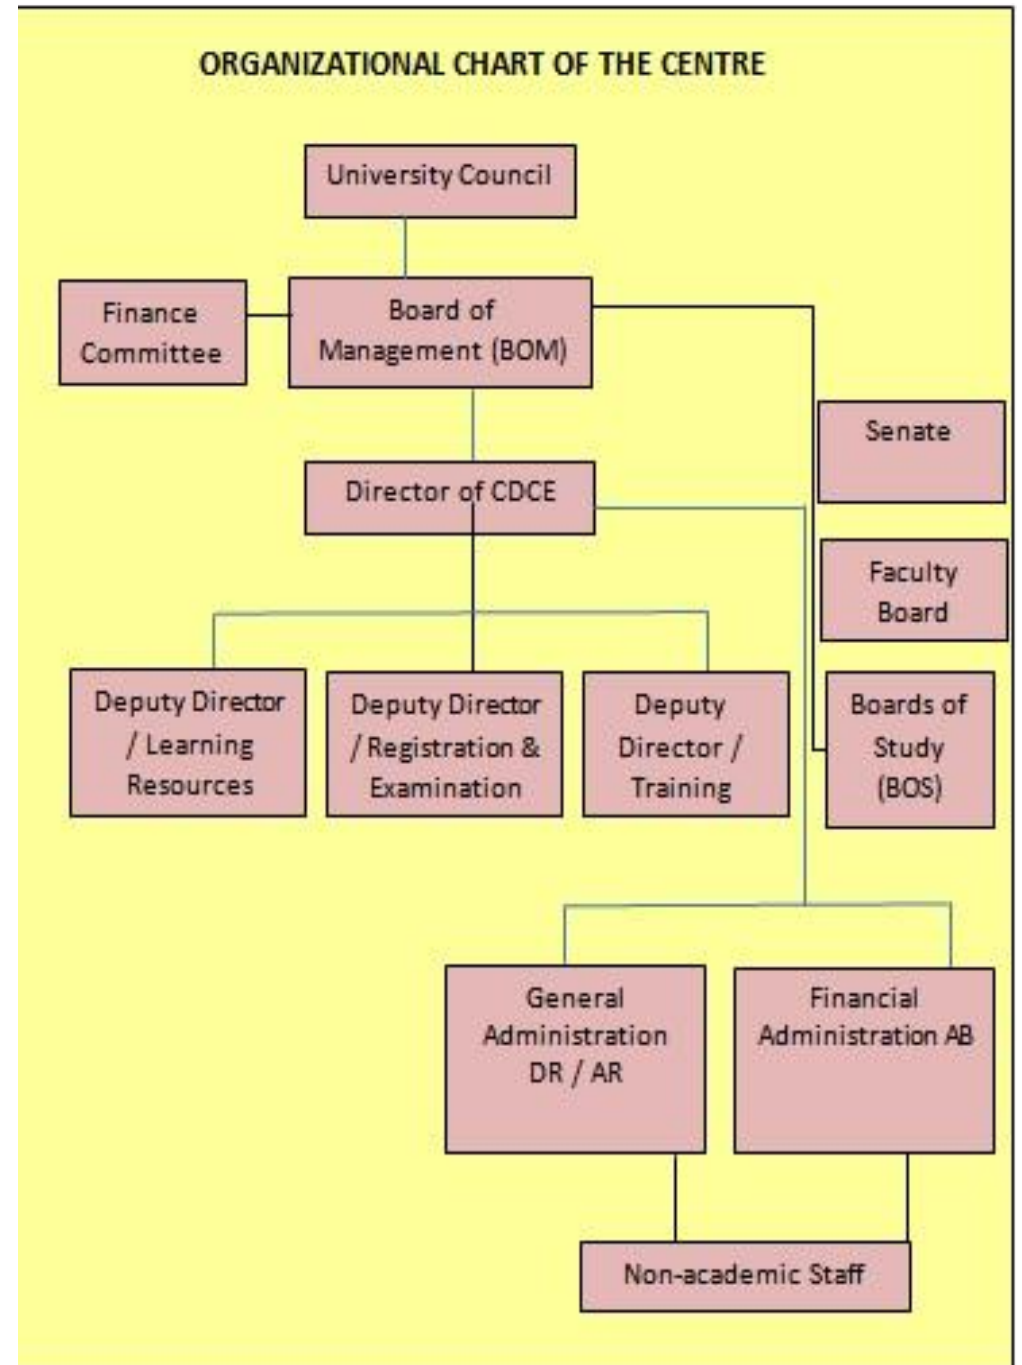 ORGANIZATIONAL CHART OF THE CENTRE
University Council
Finance
Committee
Board of
Management (BOM)
Senate
Director of CDCE
Faculty
Board
Deputy Director
/ Learning
Resources
Deputy Director
/ Registration &
Examination
Deputy
Director /
Training
Boards of
Study
(BOS)
General
Administration
DR / AR
Financial
Administration AB
Non-academic Staff